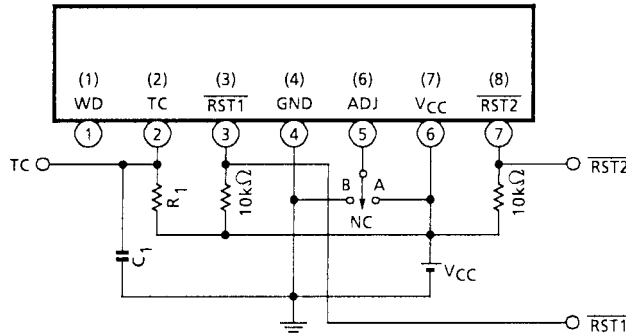 (1) (2) (3) (4) (6) (7) (8)
WD TC RST1 GND ADJ VCC RST2
1 2 3 4 5 6 7
TC
RST2
R1
10kΩ
B A
10kΩ
NC
C1
VCC
RST1